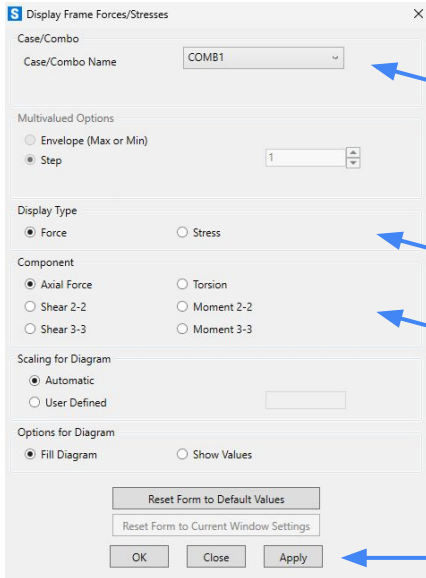 S Display Frame Forces/Stresses
Case/Combo
Case/Combo Name COMB1
Multivalued Options
Envelope (Max or Min)
Step 1
Display Type
Force Stress
Component
Axial Force Torsion
Shear 2-2 Moment 2-2
Shear 3-3 Moment 3-3
Scaling for Diagram
Automatic
User Defined
Options for Diagram
Fill Diagram Show Values
Reset Form to Default Values
Reset Form to Current Window Settings
OK Close Apply